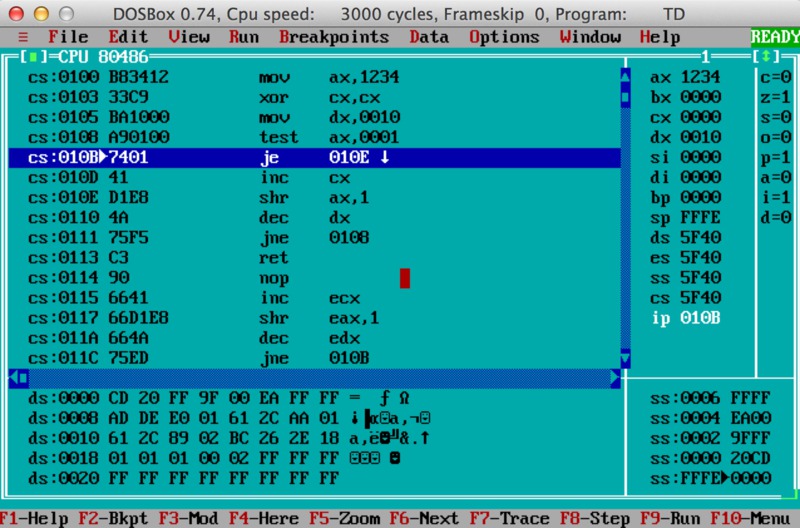 DOSBox 0.74, Cpu speed: 3000 cycles, Frameskip 0, Program: TD
≡ File Edit View Run Breakpoints Data Options Window Help READY
[■]=CPU 80486 1 [↕]
cs:0100 B83412 mov ax,1234 ax 1234 c=0
cs:0103 33C9 xor cx,cx bx 0000 z=1
cs:0105 BA1000 mov dx,0010 cx 0000 s=0
cs:0108 A90100 test ax,0001 dx 0010 o=0
cs:010B▶7401 je 010E ↓ si 0000 p=1
cs:010D 41 inc cx di 0000 a=0
cs:010E D1E8 shr ax,1 bp 0000 i=1
cs:0110 4A dec dx sp FFFE d=0
cs:0111 75F5 jne 0108 ds 5F40
cs:0113 C3 ret es 5F40
cs:0114 90 nop ss 5F40
cs:0115 6641 inc ecx cs 5F40
cs:0117 66D1E8 shr eax,1 ip 010B
cs:011A 664A dec edx
cs:011C 75ED jne 010B
ds:0000 CD 20 FF 9F 00 EA FF FF = ƒ Ω ss:0006 FFFF
ds:0008 AD DE E0 01 61 2C AA 01 ¡▐α☺a,¬☺ ss:0004 EA00
ds:0010 61 2C 89 02 BC 26 2E 18 a,ë☻╝&.↑ ss:0002 9FFF
ds:0018 01 01 01 00 02 FF FF FF ☺☺☺ ☻ ss:0000 20CD
ds:0020 FF FF FF FF FF FF FF FF ss:FFFE▶0000
F1-Help F2-Bkpt F3-Mod F4-Here F5-Zoom F6-Next F7-Trace F8-Step F9-Run F10-Menu